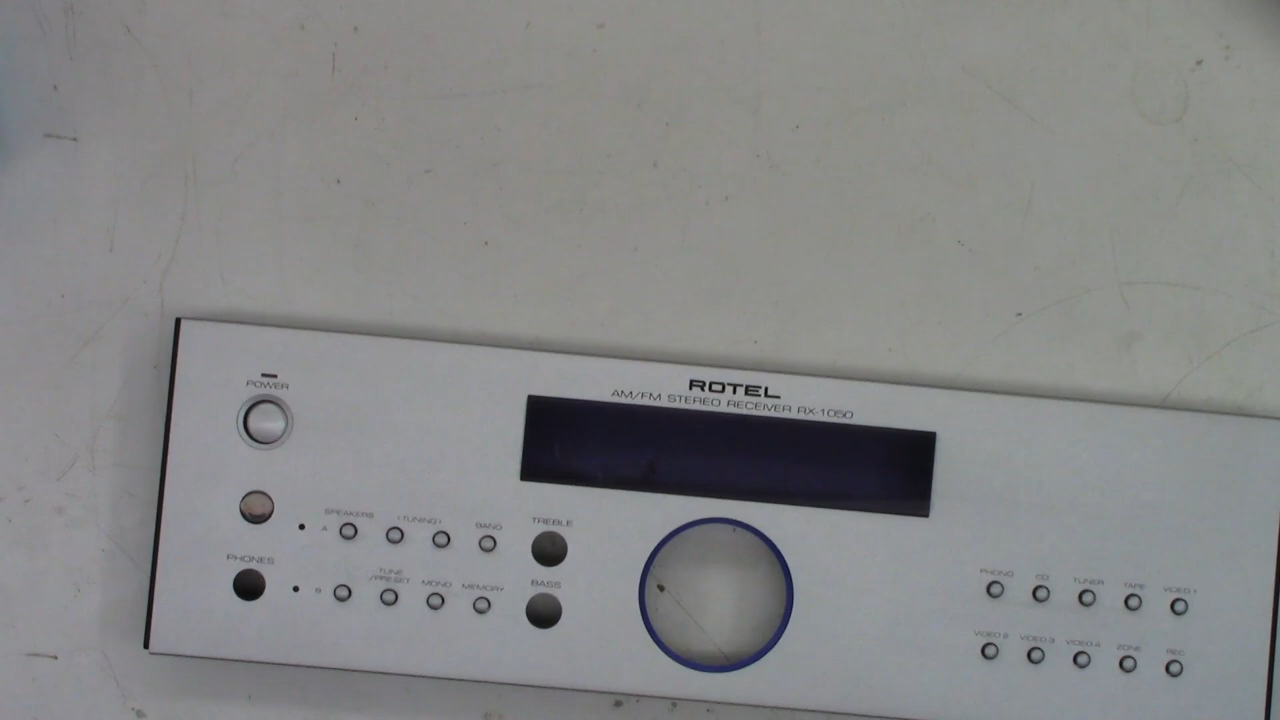 ROTEL
AM/FM STEREO RECEIVER RX-1050
POWER
SPEAKERS
TUNING
BAND
TREBLE
A
PHONES
TUNE
/PRESET
MONO
MEMORY
BASS
B
PHONO
CD
TUNER
TAPE
VIDEO 1
VIDEO 2
VIDEO 3
VIDEO 4
ZONE
REC